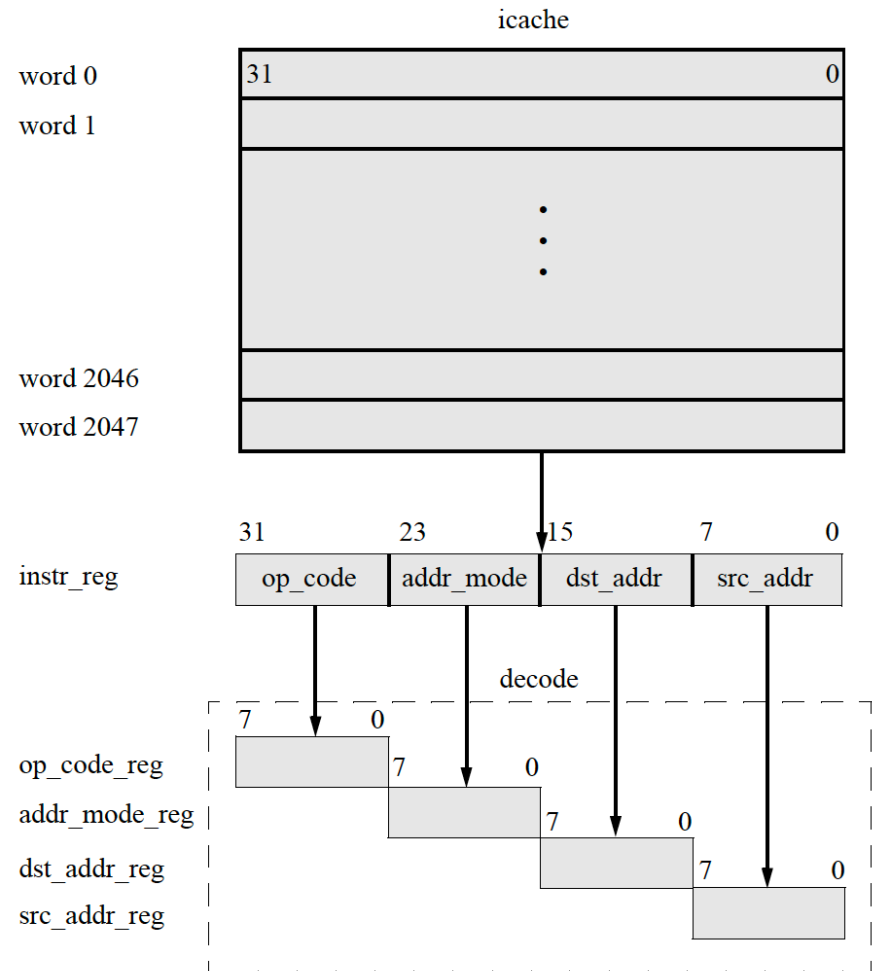 icache
word 0 31 0
word 1
word 2046
word 2047
31 23 15 7 0
instr_reg op_code addr_mode dst_addr src_addr
decode
7 0
op_code_reg 7 0
addr_mode_reg 7 0
dst_addr_reg 7 0
src_addr_reg